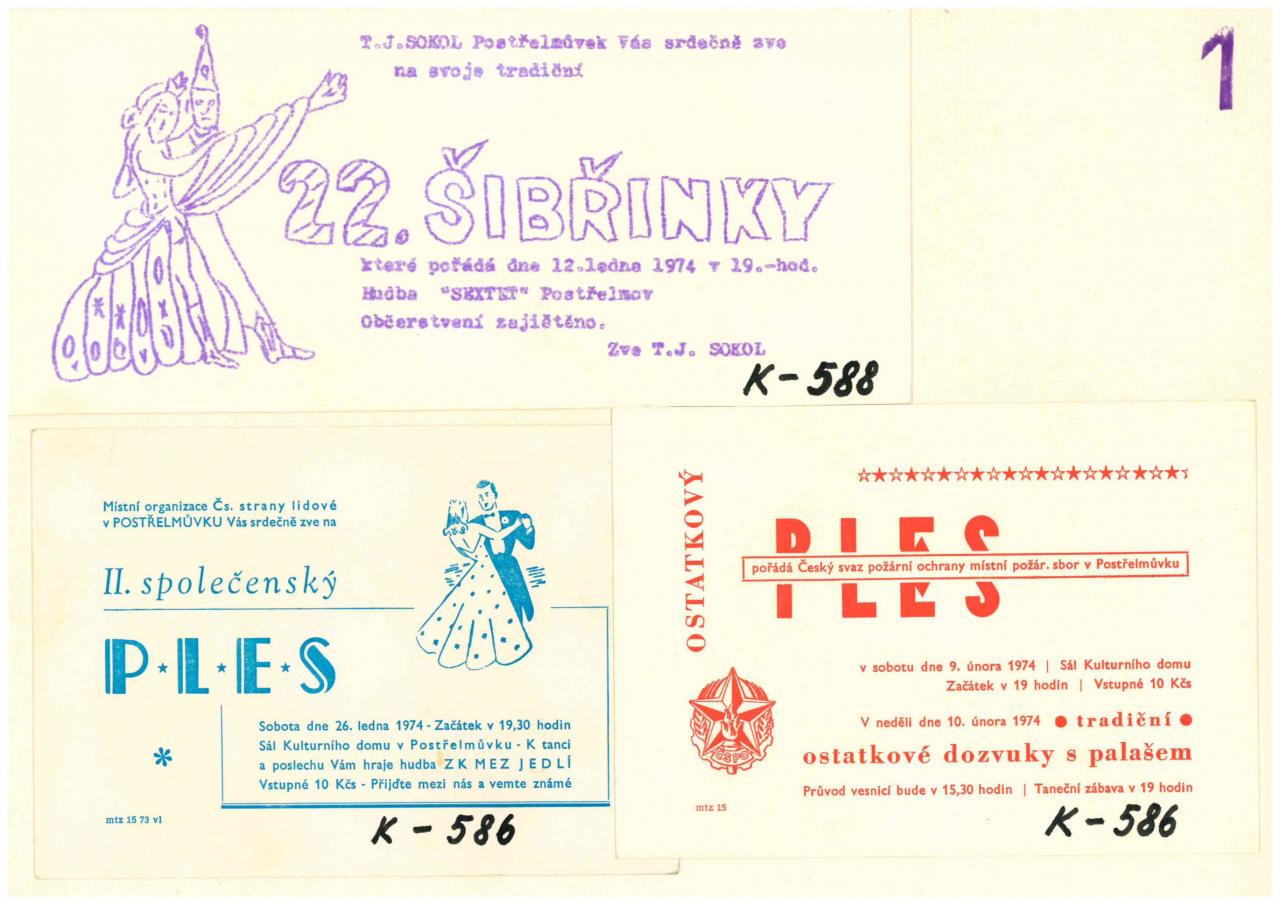 T.J.SOKOL Postřelmůvek Vás srdečně zve
na svoje tradiční
22. ŠIBŘINKY
které pořádá dne 12.ledna 1974 v 19.-hod.
Hudba "SEXTET" Postřelmov
Občerstvení zajištěno.
Zve T.J. SOKOL
K-588
1
Místní organizace Čs. strany lidové
v POSTŘELMŮVKU Vás srdečně zve na
II. společenský
P★L★E★S
Sobota dne 26. ledna 1974 - Začátek v 19,30 hodin
Sál Kulturního domu v Postřelmůvku - K tanci
a poslechu Vám hraje hudba ZK MEZ JEDLÍ
Vstupné 10 Kčs - Přijďte mezi nás a vemte známé
mtz 15 73 vl
K-586
OSTATKOVÝ
PLES
pořádá Český svaz požární ochrany místní požár. sbor v Postřelmůvku
v sobotu dne 9. února 1974 | Sál Kulturního domu
Začátek v 19 hodin | Vstupné 10 Kčs
V neděli dne 10. února 1974 ● tradiční ●
ostatkové dozvuky s palašem
Průvod vesnicí bude v 15,30 hodin | Taneční zábava v 19 hodin
ČSPO
mtz 15
K-586